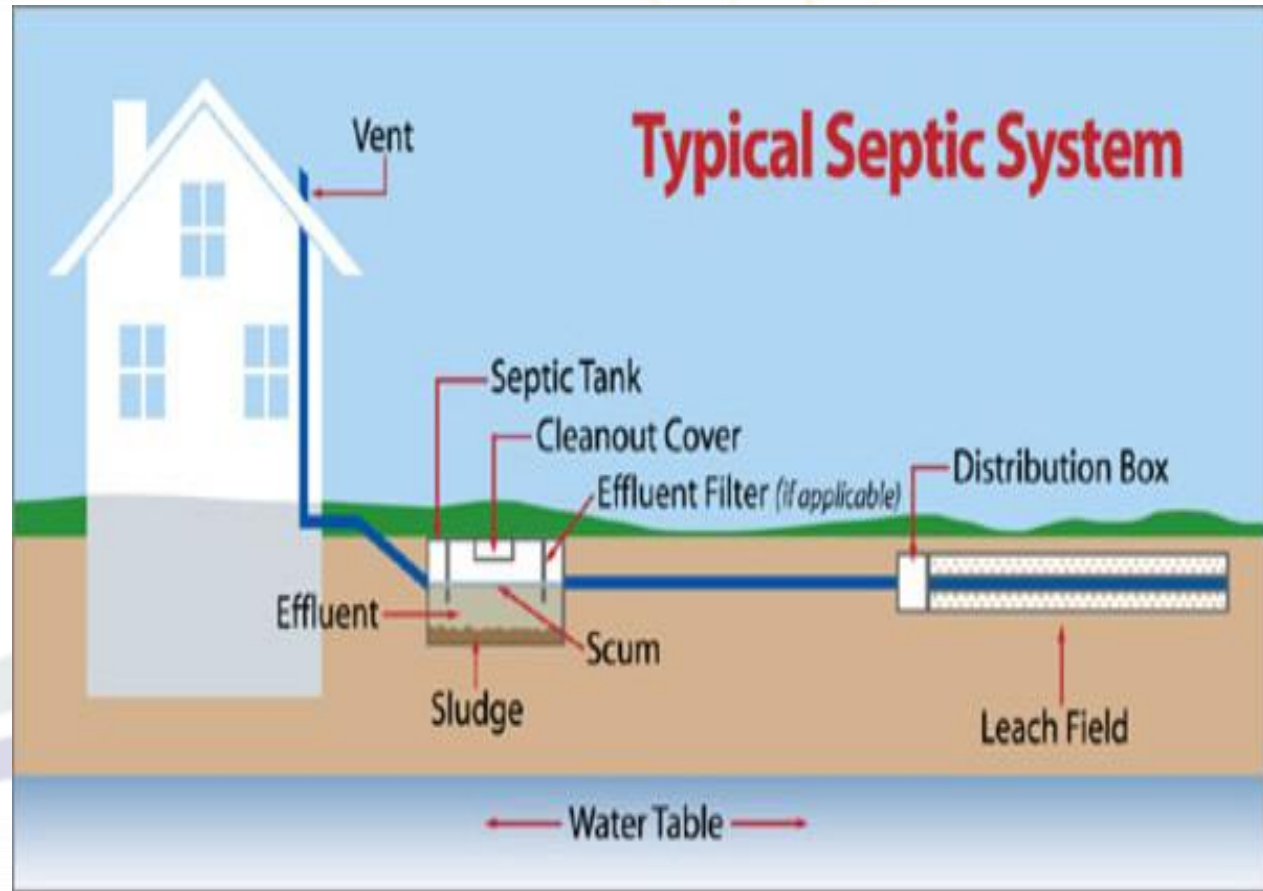 Typical Septic System
Vent
Septic Tank
Cleanout Cover
Effluent Filter (if applicable)
Distribution Box
Effluent
Scum
Sludge
Leach Field
Water Table